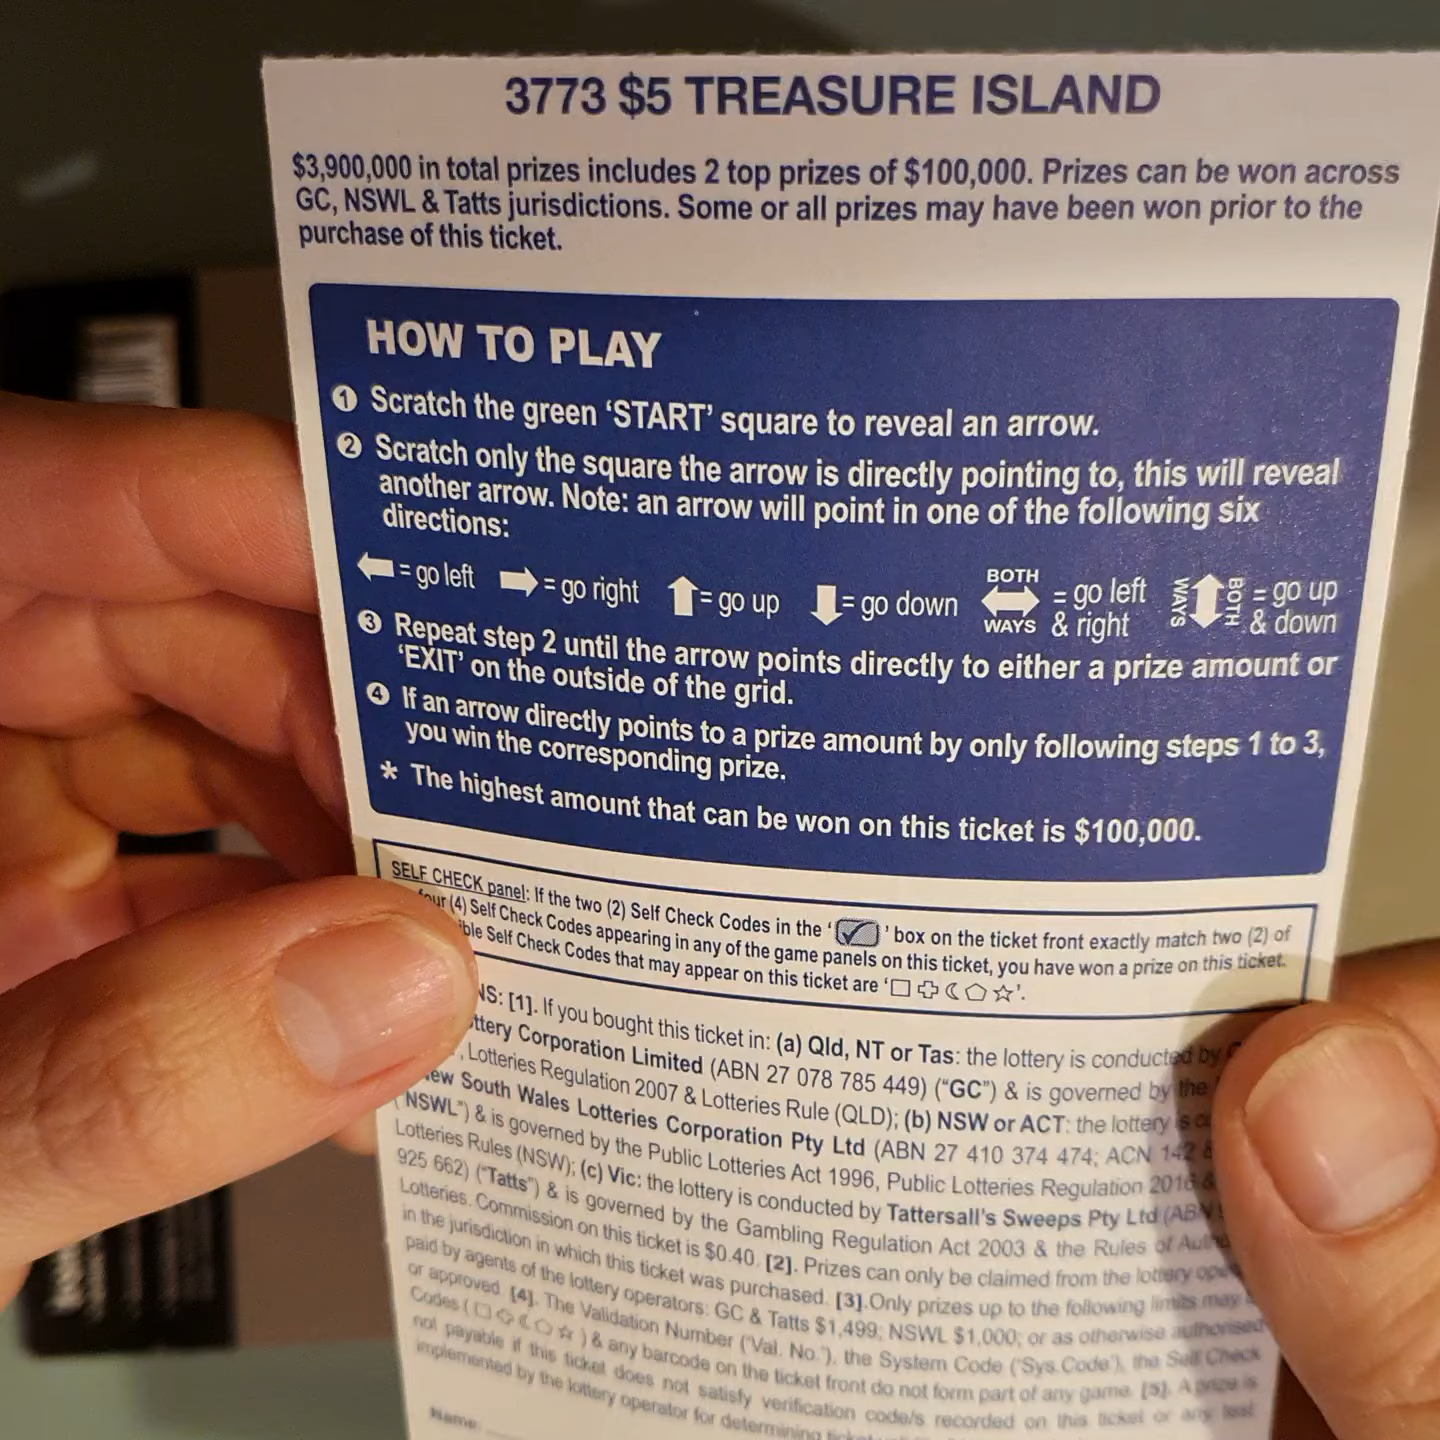 3773 $5 TREASURE ISLAND
$3,900,000 in total prizes includes 2 top prizes of $100,000. Prizes can be won across
GC, NSWL & Tatts jurisdictions. Some or all prizes may have been won prior to the
purchase of this ticket.
HOW TO PLAY
1 Scratch the green ‘START’ square to reveal an arrow.
2 Scratch only the square the arrow is directly pointing to, this will reveal
another arrow. Note: an arrow will point in one of the following six
directions:
= go left = go right = go up = go down BOTH WAYS = go left & right WAYS BOTH = go up & down
3 Repeat step 2 until the arrow points directly to either a prize amount or
‘EXIT’ on the outside of the grid.
4 If an arrow directly points to a prize amount by only following steps 1 to 3,
you win the corresponding prize.
* The highest amount that can be won on this ticket is $100,000.
SELF CHECK panel: If the two (2) Self Check Codes in the ‘ ’ box on the ticket front exactly match two (2) of
(4) Self Check Codes appearing in any of the game panels on this ticket, you have won a prize on this ticket.
Self Check Codes that may appear on this ticket are ‘ ’.
[1]. If you bought this ticket in: (a) Qld, NT or Tas: the lottery is conducted by
Corporation Limited (ABN 27 078 785 449) (“GC”) & is governed by the
Lotteries Regulation 2007 & Lotteries Rule (QLD); (b) NSW or ACT: the lottery is
South Wales Lotteries Corporation Pty Ltd (ABN 27 410 374 474; ACN
NSWL”) & is governed by the Public Lotteries Act 1996, Public Lotteries Regulation 2016 &
Lotteries Rules (NSW); (c) Vic: the lottery is conducted by Tattersall’s Sweeps Pty Ltd (ABN
925 662) (“Tatts”) & is governed by the Gambling Regulation Act 2003 & the Rules of
Lotteries. Commission on this ticket is $0.40. [2]. Prizes can only be claimed from the lottery
in the jurisdiction in which this ticket was purchased. [3].Only prizes up to the following limits may
paid by agents of the lottery operators: GC & Tatts $1,499; NSWL $1,000; or as otherwise authorised
or approved. [4]. The Validation Number (“Val. No.”), the System Code (“Sys.Code”), the Self Check
Codes ( ) & any barcode on the ticket front do not form part of any game. [5]. A prize is
not payable if this ticket does not satisfy verification code/s recorded on this ticket or any test
implemented by the lottery operator for determining
Name: